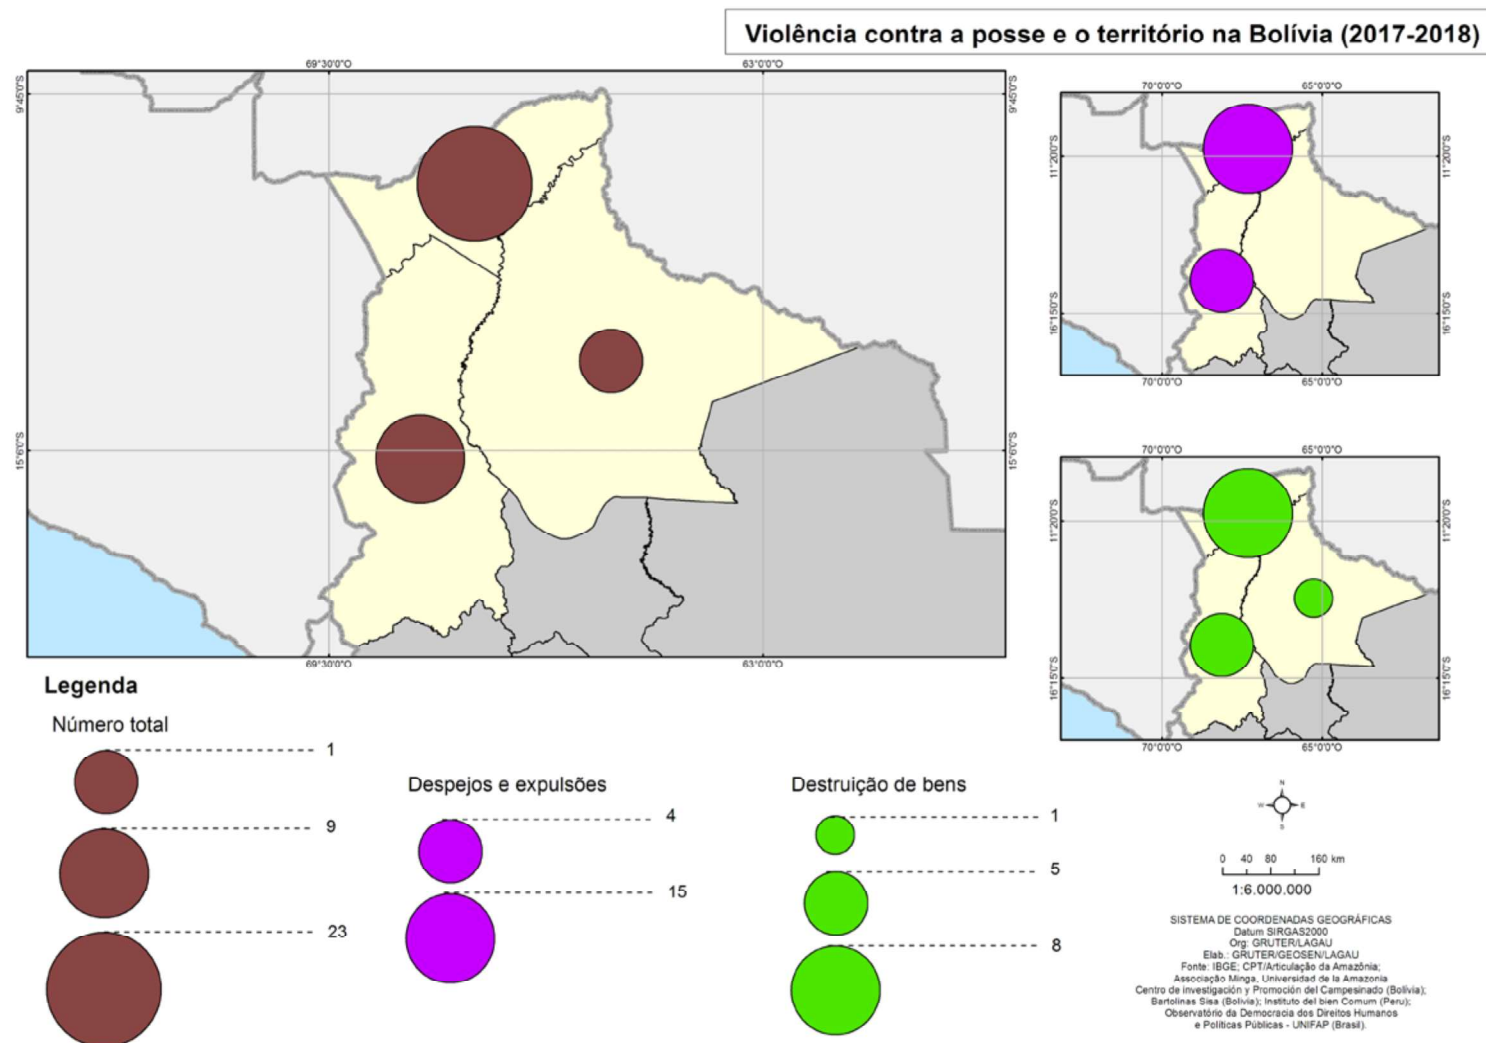 Violência contra a posse e o território na Bolívia (2017-2018)
69°30'0"O
63°0'0"O
9°45'0"S
9°45'0"S
15°6'0"S
15°6'0"S
69°30'0"O
63°0'0"O
70°0'0"O
65°0'0"O
11°20'0"S
11°20'0"S
16°15'0"S
16°15'0"S
70°0'0"O
65°0'0"O
70°0'0"O
65°0'0"O
11°20'0"S
11°20'0"S
16°15'0"S
16°15'0"S
70°0'0"O
65°0'0"O
Legenda
Número total
1
9
23
Despejos e expulsões
4
15
Destruição de bens
1
5
8
N
W
E
S
0 40 80 160 km
1:6.000.000
SISTEMA DE COORDENADAS GEOGRÁFICAS
Datum SIRGAS2000
Org: GRUTER/LAGAU
Elab.: GRUTER/GEOSEN/LAGAU
Fonte: IBGE; CPT/Articulação da Amazônia;
Associação Minga, Universidad de la Amazonia
Centro de investigación y Promoción del Campesinado (Bolívia);
Bartolinas Sisa (Bolívia); Instituto del bien Comum (Peru);
Observatório da Democracia dos Direitos Humanos
e Políticas Públicas - UNIFAP (Brasil).